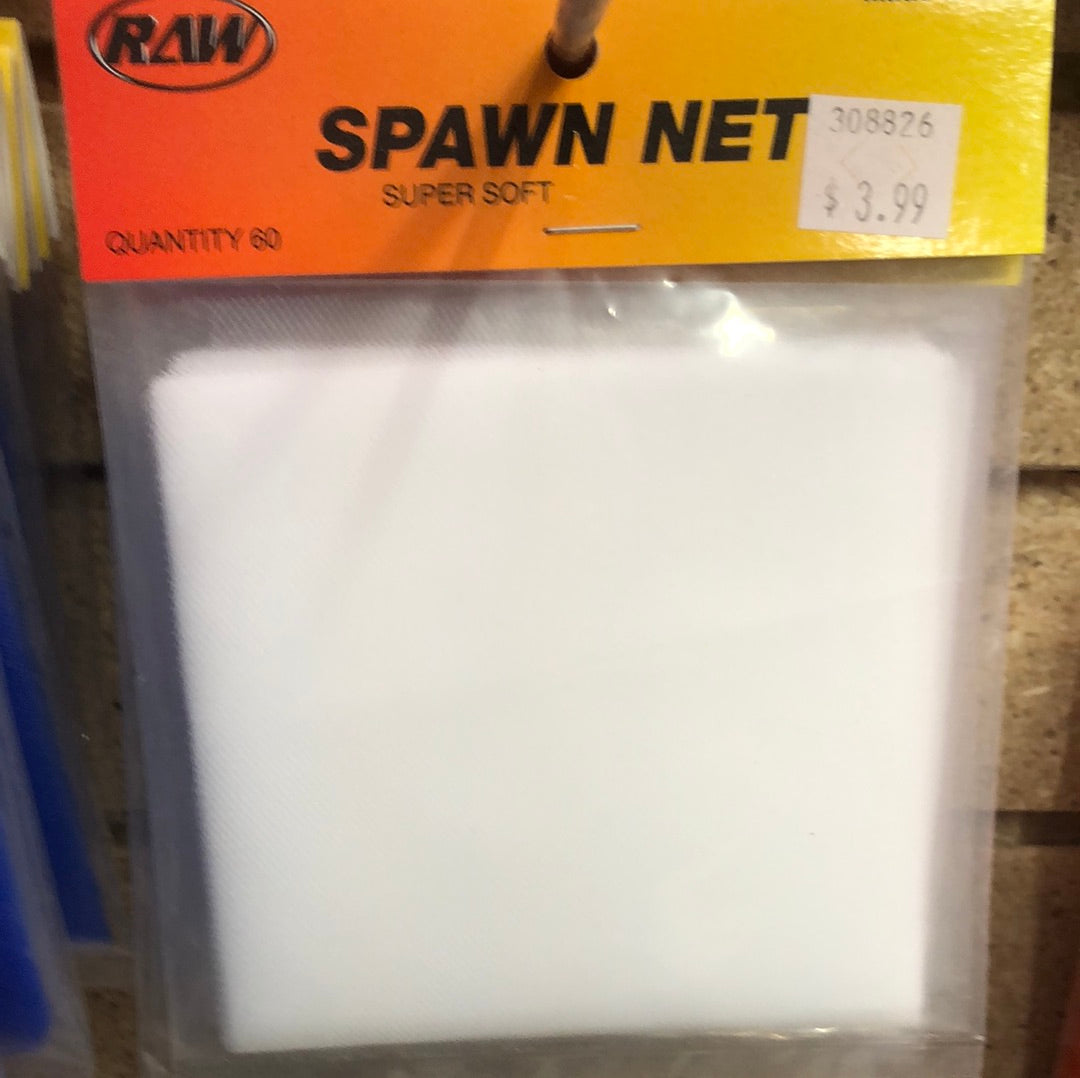 RAW
SPAWN NET
SUPER SOFT
QUANTITY 60
308826
$ 3.99